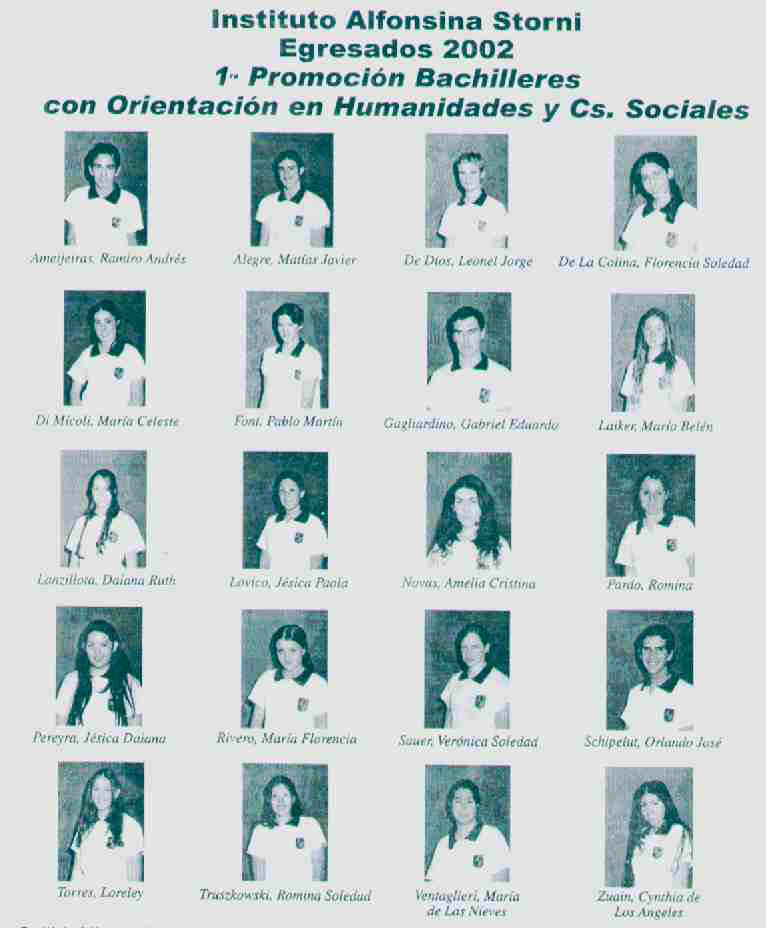 Instituto Alfonsina Storni
Egresados 2002
1ra Promoción Bachilleres
con Orientación en Humanidades y Cs. Sociales
Ameijeiras, Ramiro Andrés
Alegre, Matías Javier
De Dios, Leonel Jorge
De La Colina, Florencia Soledad
Di Mícoli, María Celeste
Font, Pablo Martín
Gagliardino, Gabriel Eduardo
Laiker, María Belén
Lanzillota, Daiana Ruth
Lovico, Jésica Paola
Novas, Amelia Cristina
Pardo, Romina
Pereyra, Jésica Daiana
Rivero, María Florencia
Sauer, Verónica Soledad
Schipelut, Orlando José
Torres, Loreley
Truszkowski, Romina Soledad
Ventaglieri, María
de Las Nieves
Zuain, Cynthia de
Los Angeles